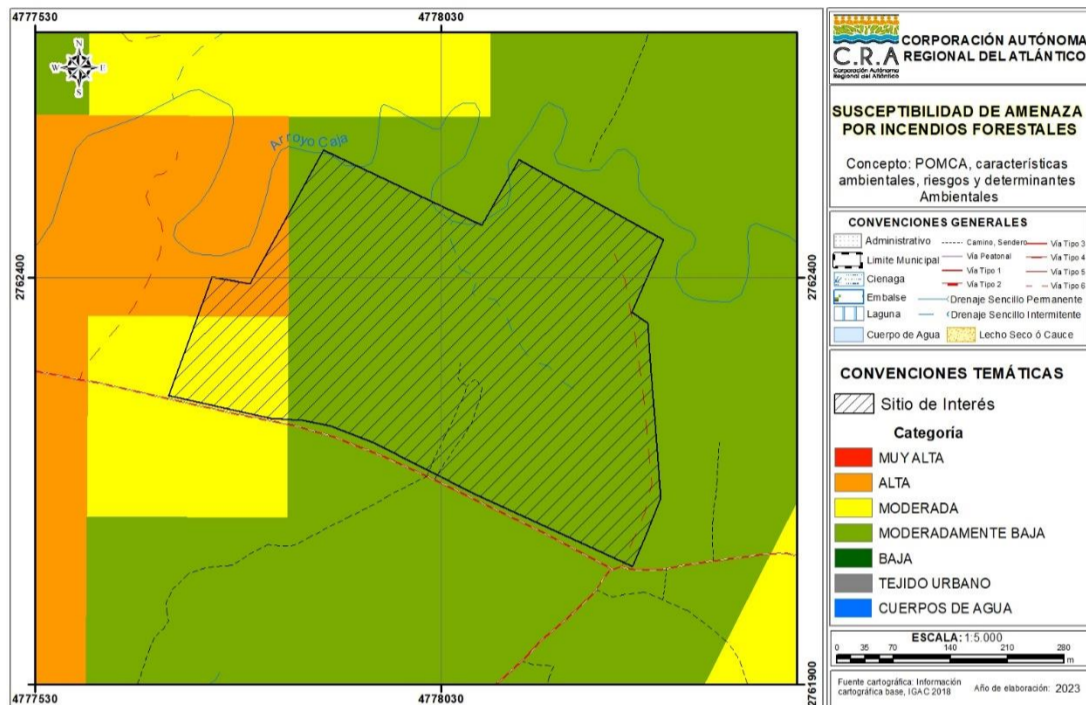 4777530
4778030
2762400
N
W
E
S
Arroyo Caja
2762400
4777530
4778030
2761900
C.R.A
Corporación Autónoma
Regional del Atlántico
CORPORACIÓN AUTÓNOMA
REGIONAL DEL ATLÁNTICO
SUSCEPTIBILIDAD DE AMENAZA
POR INCENDIOS FORESTALES
Concepto: POMCA, características
ambientales, riesgos y determinantes
Ambientales
CONVENCIONES GENERALES
Administrativo
Limite Municipal
Cienaga
Embalse
Laguna
Cuerpo de Agua
Camino, Sendero
Vía Peatonal
Vía Tipo 1
Vía Tipo 2
Vía Tipo 3
Vía Tipo 4
Vía Tipo 5
Vía Tipo 6
Drenaje Sencillo Permanente
Drenaje Sencillo Intermitente
Lecho Seco ó Cauce
CONVENCIONES TEMÁTICAS
Sitio de Interés
Categoría
MUY ALTA
ALTA
MODERADA
MODERADAMENTE BAJA
BAJA
TEJIDO URBANO
CUERPOS DE AGUA
ESCALA: 1:5.000
0 35 70 140 210 280
m
Fuente cartográfica: Información
cartográfica base, IGAC 2018
Año de elaboración: 2023